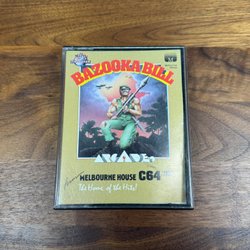 BAZOOKA BILL
ARCADE
MELBOURNE HOUSE C64
The Home of the Hits!